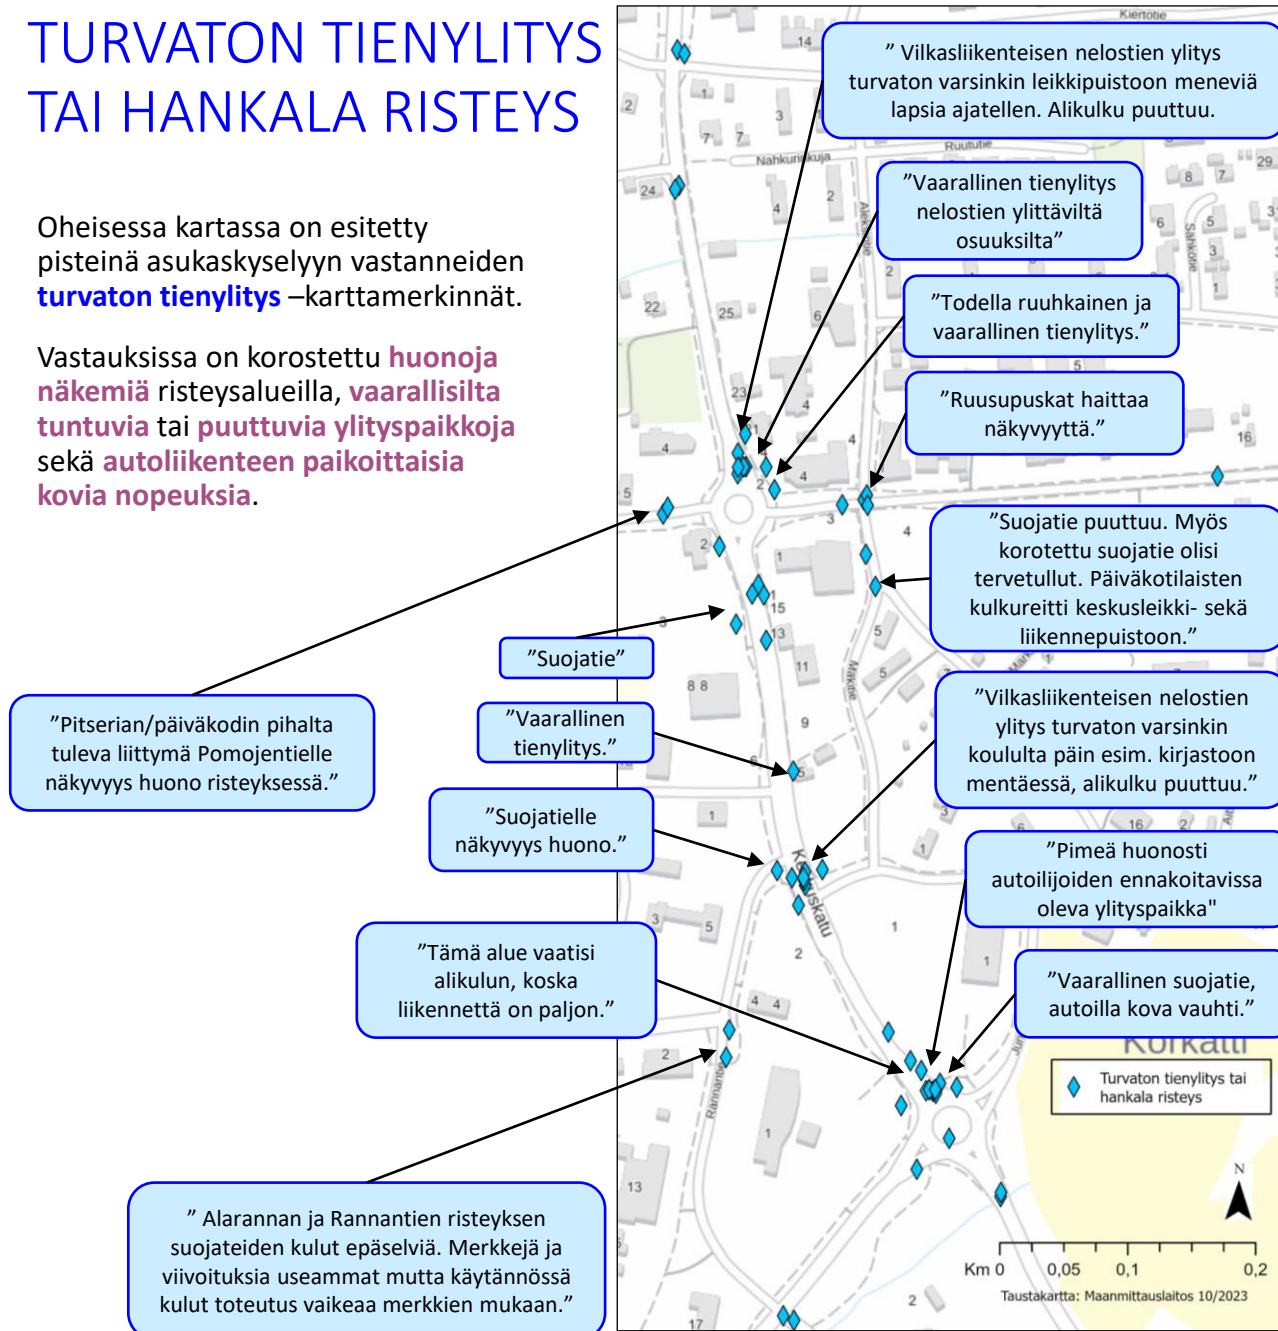 TURVATON TIENYLITYS
TAI HANKALA RISTEYS
Oheisessa kartassa on esitetty
pisteinä asukaskyselyyn vastanneiden
turvaton tienylitys –karttamerkinnät.
Vastauksissa on korostettu huonoja
näkemiä risteysalueilla, vaarallisilta
tuntuvia tai puuttuvia ylityspaikkoja
sekä autoliikenteen paikoittaisia
kovia nopeuksia.
” Vilkasliikenteisen nelostien ylitys
turvaton varsinkin leikkipuistoon meneviä
lapsia ajatellen. Alikulku puuttuu.
”Vaarallinen tienylitys
nelostien ylittäviltä
osuuksilta”
”Todella ruuhkainen ja
vaarallinen tienylitys.”
”Ruusupuskat haittaa
näkyvyyttä.”
”Suojatie puuttuu. Myös
korotettu suojatie olisi
tervetullut. Päiväkotilaisten
kulkureitti keskusleikki- sekä
liikennepuistoon.”
”Suojatie”
”Pitserian/päiväkodin pihalta
tuleva liittymä Pomojentielle
näkyvyys huono risteyksessä.”
”Vaarallinen
tienylitys.”
”Vilkasliikenteisen nelostien
ylitys turvaton varsinkin
koululta päin esim. kirjastoon
mentäessä, alikulku puuttuu.”
”Suojatielle
näkyvyys huono.”
”Pimeä huonosti
autoilijoiden ennakoitavissa
oleva ylityspaikka"
”Tämä alue vaatisi
alikulun, koska
liikennettä on paljon.”
”Vaarallinen suojatie,
autoilla kova vauhti.”
” Alarannan ja Rannantien risteyksen
suojateiden kulut epäselviä. Merkkejä ja
viivoituksia useammat mutta käytännössä
kulut toteutus vaikeaa merkkien mukaan.”
Kiertotie
Nahkurinkuja
Ruututie
Sahkotie
Mäkitie
Rannantie
Korkatti
Turvaton tienylitys tai
hankala risteys
N
Km 0 0,05 0,1 0,2
Taustakartta: Maanmittauslaitos 10/2023